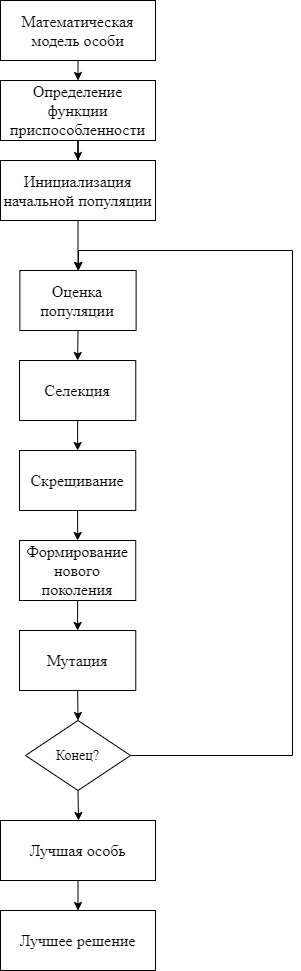 Математическая
модель особи
Определение
функции
приспособленности
Инициализация
начальной популяции
Оценка
популяции
Селекция
Скрещивание
Формирование
нового
поколения
Мутация
Конец?
Лучшая особь
Лучшее решение